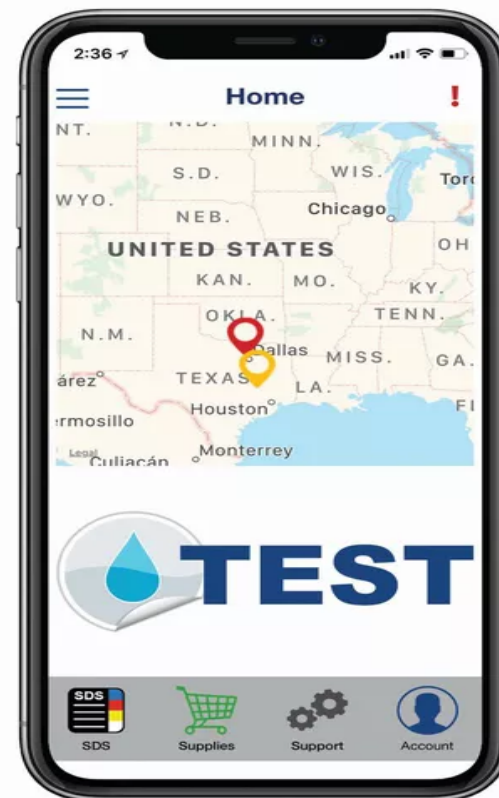 2:36
Home
NT.
N.D.
MINN.
S.D.
WIS.
Toro
WYO.
NEB.
Chicago
UNITED STATES
OH
KAN.
MO.
KY.
OKLA.
TENN.
N.M.
Dallas
MISS.
GA.
árez
TEXAS
LA.
Houston
FL
rmosillo
Legal
Culiacán
Monterrey
TEST
SDS
SDS
Supplies
Support
Account